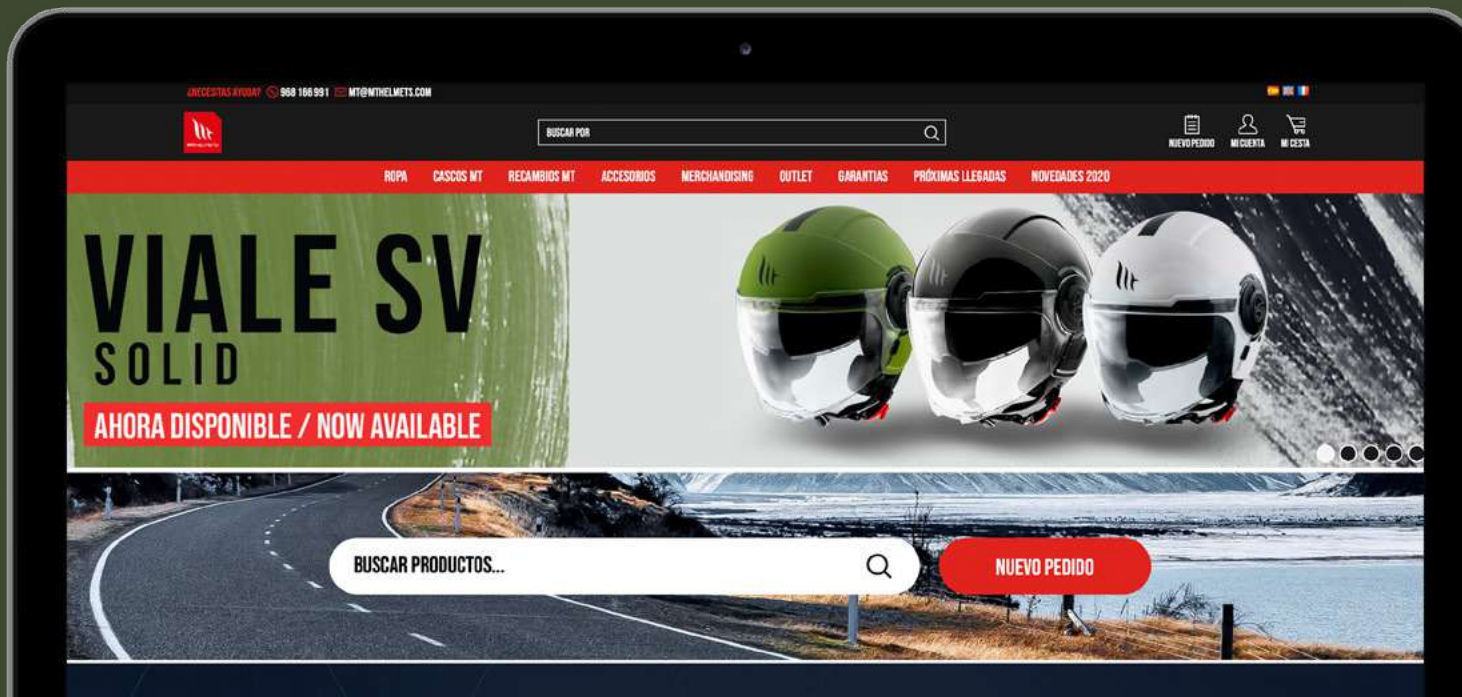 ¿NECESITAS AYUDA? 968 166 991 MT@MTHELMETS.COM
BUSCAR POR
NUEVO PEDIDO MI CUENTA MI CESTA
ROPA CASCOS MT RECAMBIOS MT ACCESORIOS MERCHANDISING OUTLET GARANTIAS PRÓXIMAS LLEGADAS NOVEDADES 2020
VIALE SV
SOLID
AHORA DISPONIBLE / NOW AVAILABLE
BUSCAR PRODUCTOS... NUEVO PEDIDO